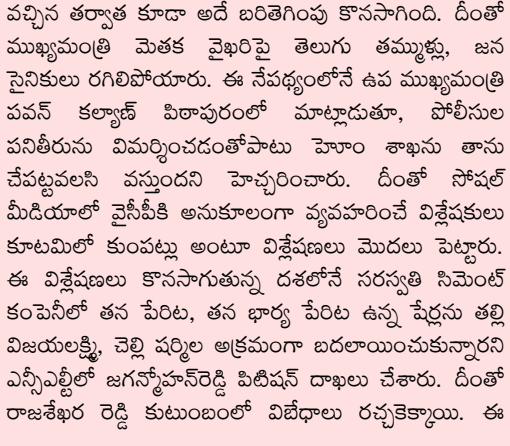 వచ్చిన తర్వాత కూడా అదే బరితెగింపు కొనసాగింది. దీంతో
ముఖ్యమంత్రి మెతక వైఖరిపై తెలుగు తమ్ముళ్లు, జన
సైనికులు రగిలిపోయారు. ఈ నేపథ్యంలోనే ఉప ముఖ్యమంత్రి
పవన్ కల్యాణ్ పిఠాపురంలో మాట్లాడుతూ, పోలీసుల
పనితీరును విమర్శించడంతోపాటు హెూం శాఖను తాను
చేపట్టవలసి వస్తుందని హెచ్చరించారు. దీంతో సోషల్
మీడియాలో వైసీపీకి అనుకూలంగా వ్యవహరించే విశ్లేషకులు
కూటమిలో కుంపట్లు అంటూ విశ్లేషణలు మొదలు పెట్టారు.
ఈ విశ్లేషణలు కొనసాగుతున్న దశలోనే సరస్వతి సిమెంట్
కంపెనీలో తన పేరిట, తన భార్య పేరిట ఉన్న షేర్లను తల్లి
విజయలక్ష్మి, చెల్లి షర్మిల అక్రమంగా బదలాయించుకున్నారని
ఎన్సీఎల్టీలో జగన్మోహన్‌రెడ్డి పిటిషన్ దాఖలు చేశారు. దీంతో
రాజశేఖర రెడ్డి కుటుంబంలో విబేధాలు రచ్చకెక్కాయి. ఈ